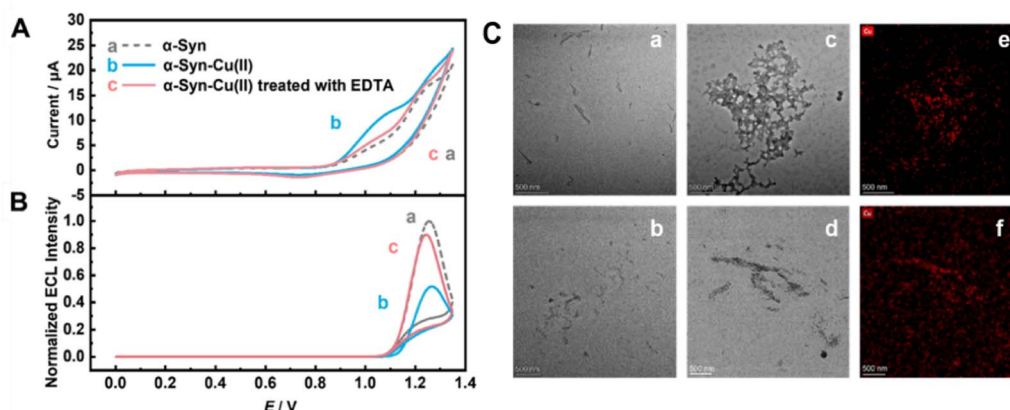 A
a α-Syn
b α-Syn-Cu(II)
c α-Syn-Cu(II) treated with EDTA
Current / μA
25
20
15
10
5
0
-5
b
c a
B
Normalized ECL Intensity
1.0
0.8
0.6
0.4
0.2
0.0
a
c
b
0.0 0.2 0.4 0.6 0.8 1.0 1.2 1.4
E / V
C
a
500 nm
c
500 nm
Cu
e
500 nm
b
500 nm
d
500 nm
Cu
f
500 nm